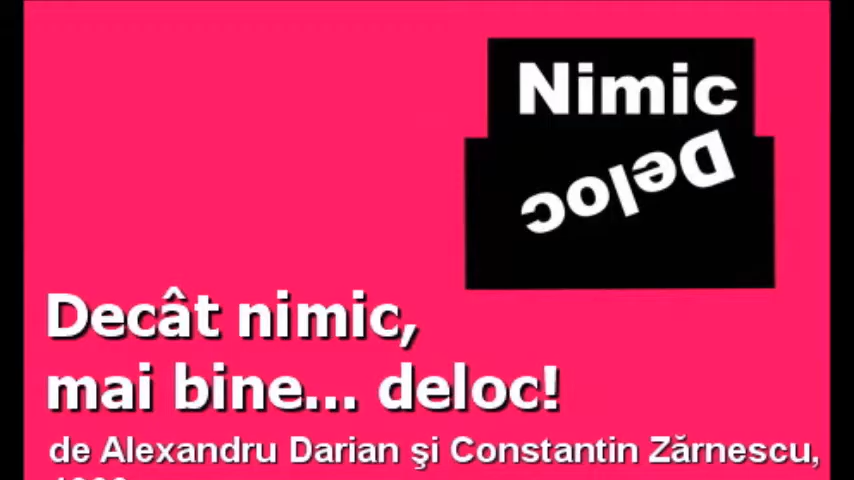 Nimic
Deloc
Decât nimic,
mai bine... deloc!
de Alexandru Darian şi Constantin Zărnescu,